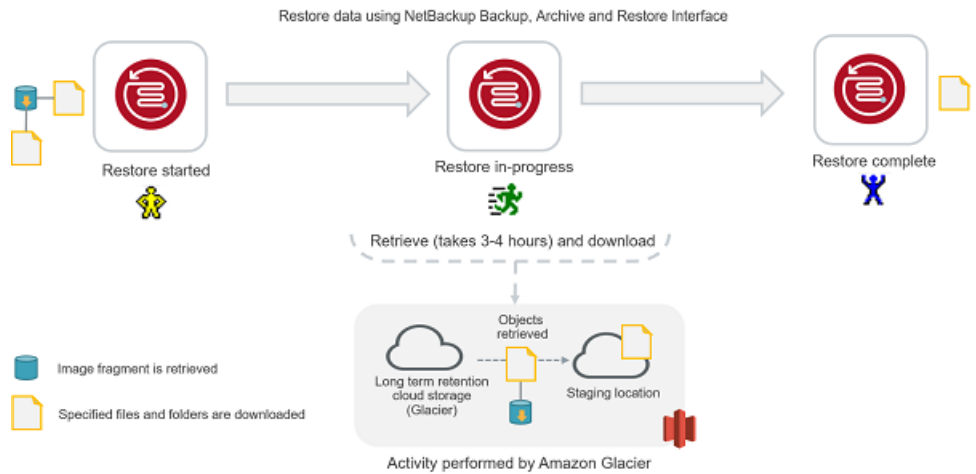 Restore data using NetBackup Backup, Archive and Restore Interface
Restore started
Restore in-progress
Restore complete
Retrieve (takes 3-4 hours) and download
Objects
retrieved
Long term retention
cloud storage
(Glacier)
Staging location
Image fragment is retrieved
Specified files and folders are downloaded
Activity performed by Amazon Glacier